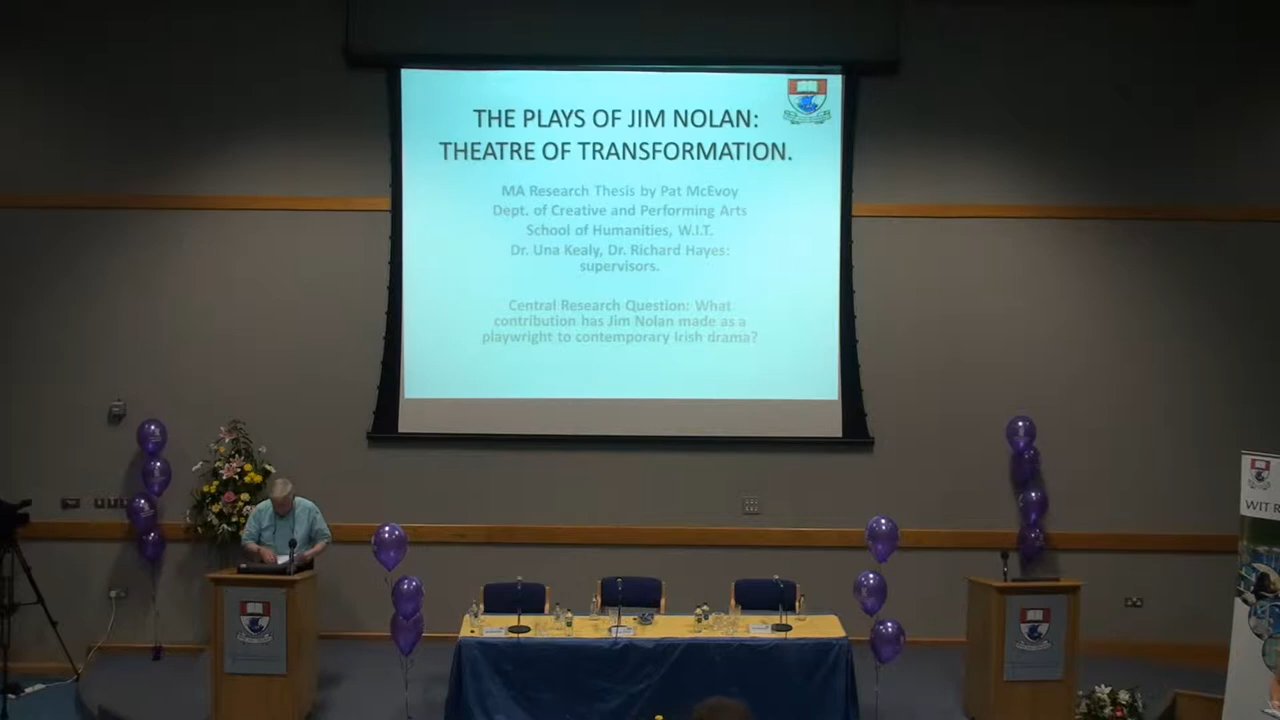 THE PLAYS OF JIM NOLAN:
THEATRE OF TRANSFORMATION.
MA Research Thesis by Pat McEvoy
Dept. of Creative and Performing Arts
School of Humanities, W.I.T.
Dr. Una Kealy, Dr. Richard Hayes:
supervisors.
Central Research Question: What
contribution has Jim Nolan made as a
playwright to contemporary Irish drama?
WIT R